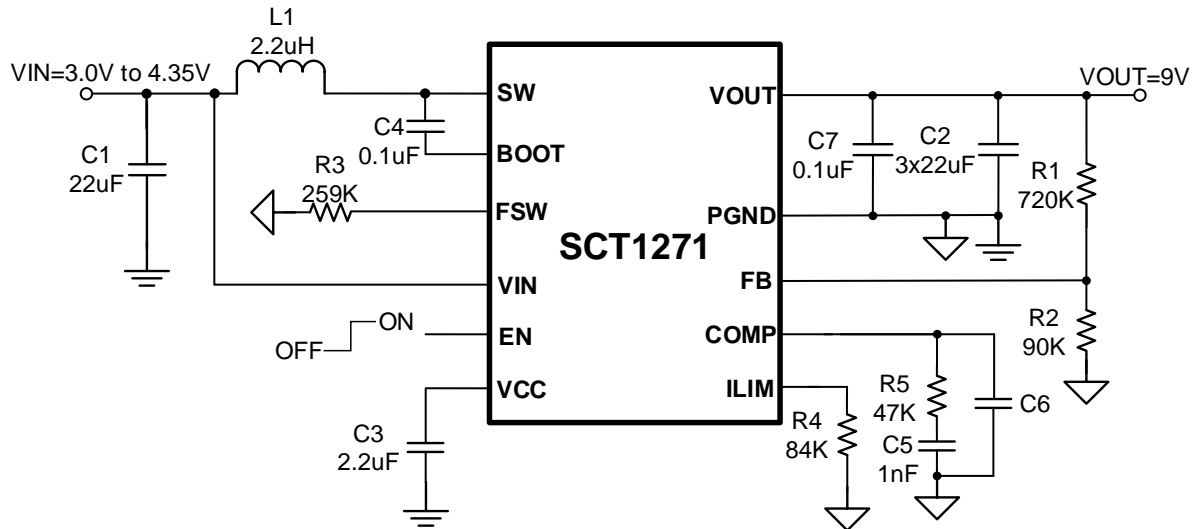 L1
2.2uH
VIN=3.0V to 4.35V
VOUT=9V
SW
VOUT
C4
0.1uF
C7
0.1uF
C2
3x22uF
C1
22uF
BOOT
R3
259K
R1
720K
FSW
PGND
SCT1271
VIN
FB
ON
OFF
EN
COMP
R2
90K
VCC
ILIM
R5
47K
C6
C3
2.2uF
R4
84K
C5
1nF